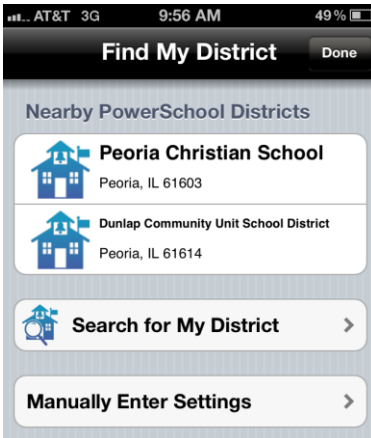 AT&T 3G 9:56 AM 49%
Find My District Done
Nearby PowerSchool Districts
Peoria Christian School
Peoria, IL 61603
Dunlap Community Unit School District
Peoria, IL 61614
Search for My District
Manually Enter Settings